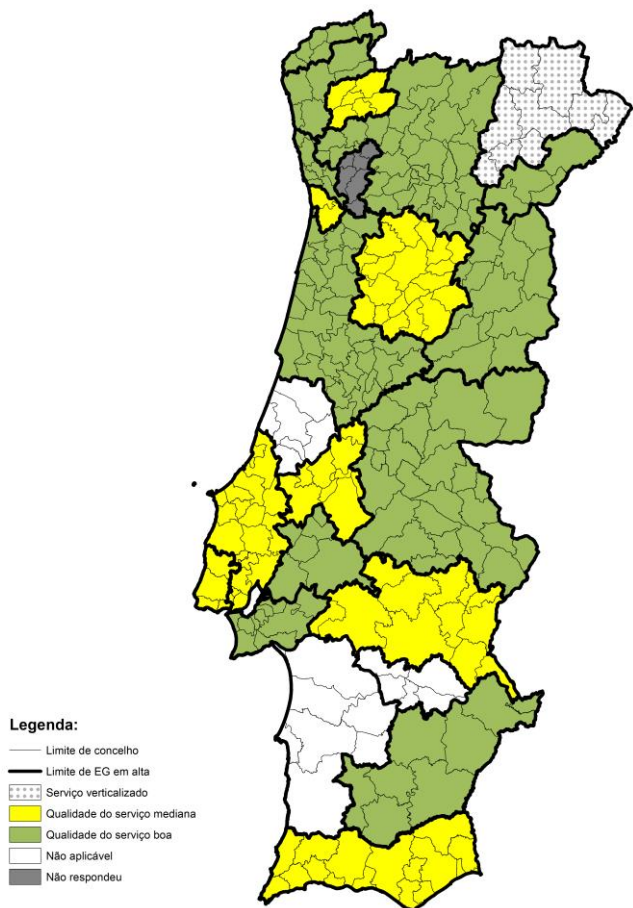 Legenda:
Limite de concelho
Limite de EG em alta
Serviço verticalizado
Qualidade do serviço mediana
Qualidade do serviço boa
Não aplicável
Não respondeu